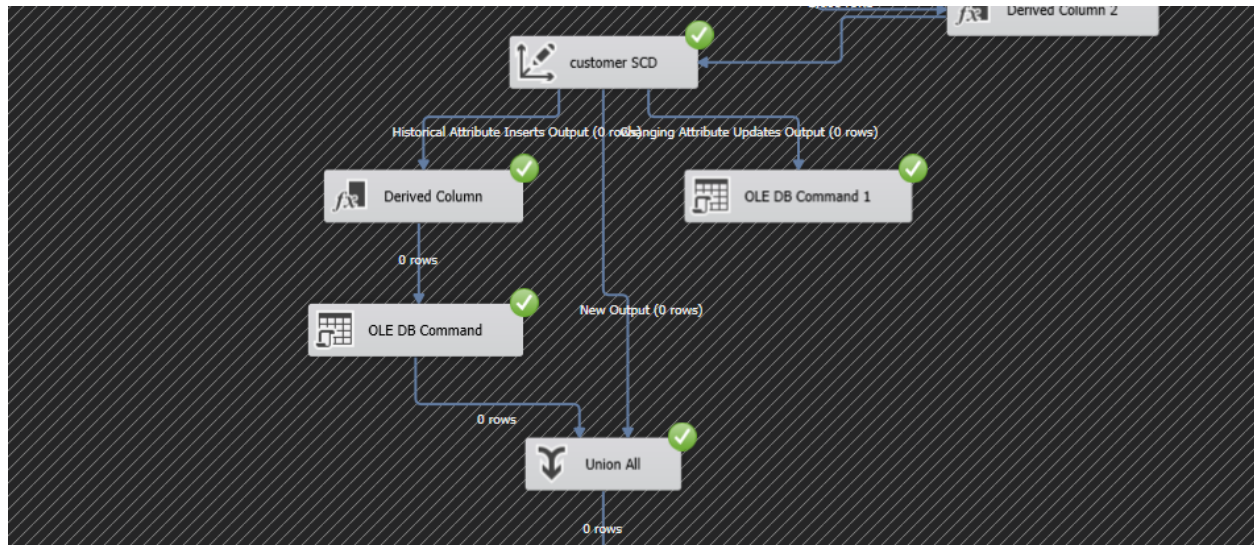 Derived Column 2
customer SCD
Historical Attribute Inserts Output (0 rows)
Changing Attribute Updates Output (0 rows)
Derived Column
OLE DB Command 1
0 rows
OLE DB Command
New Output (0 rows)
0 rows
Union All
0 rows